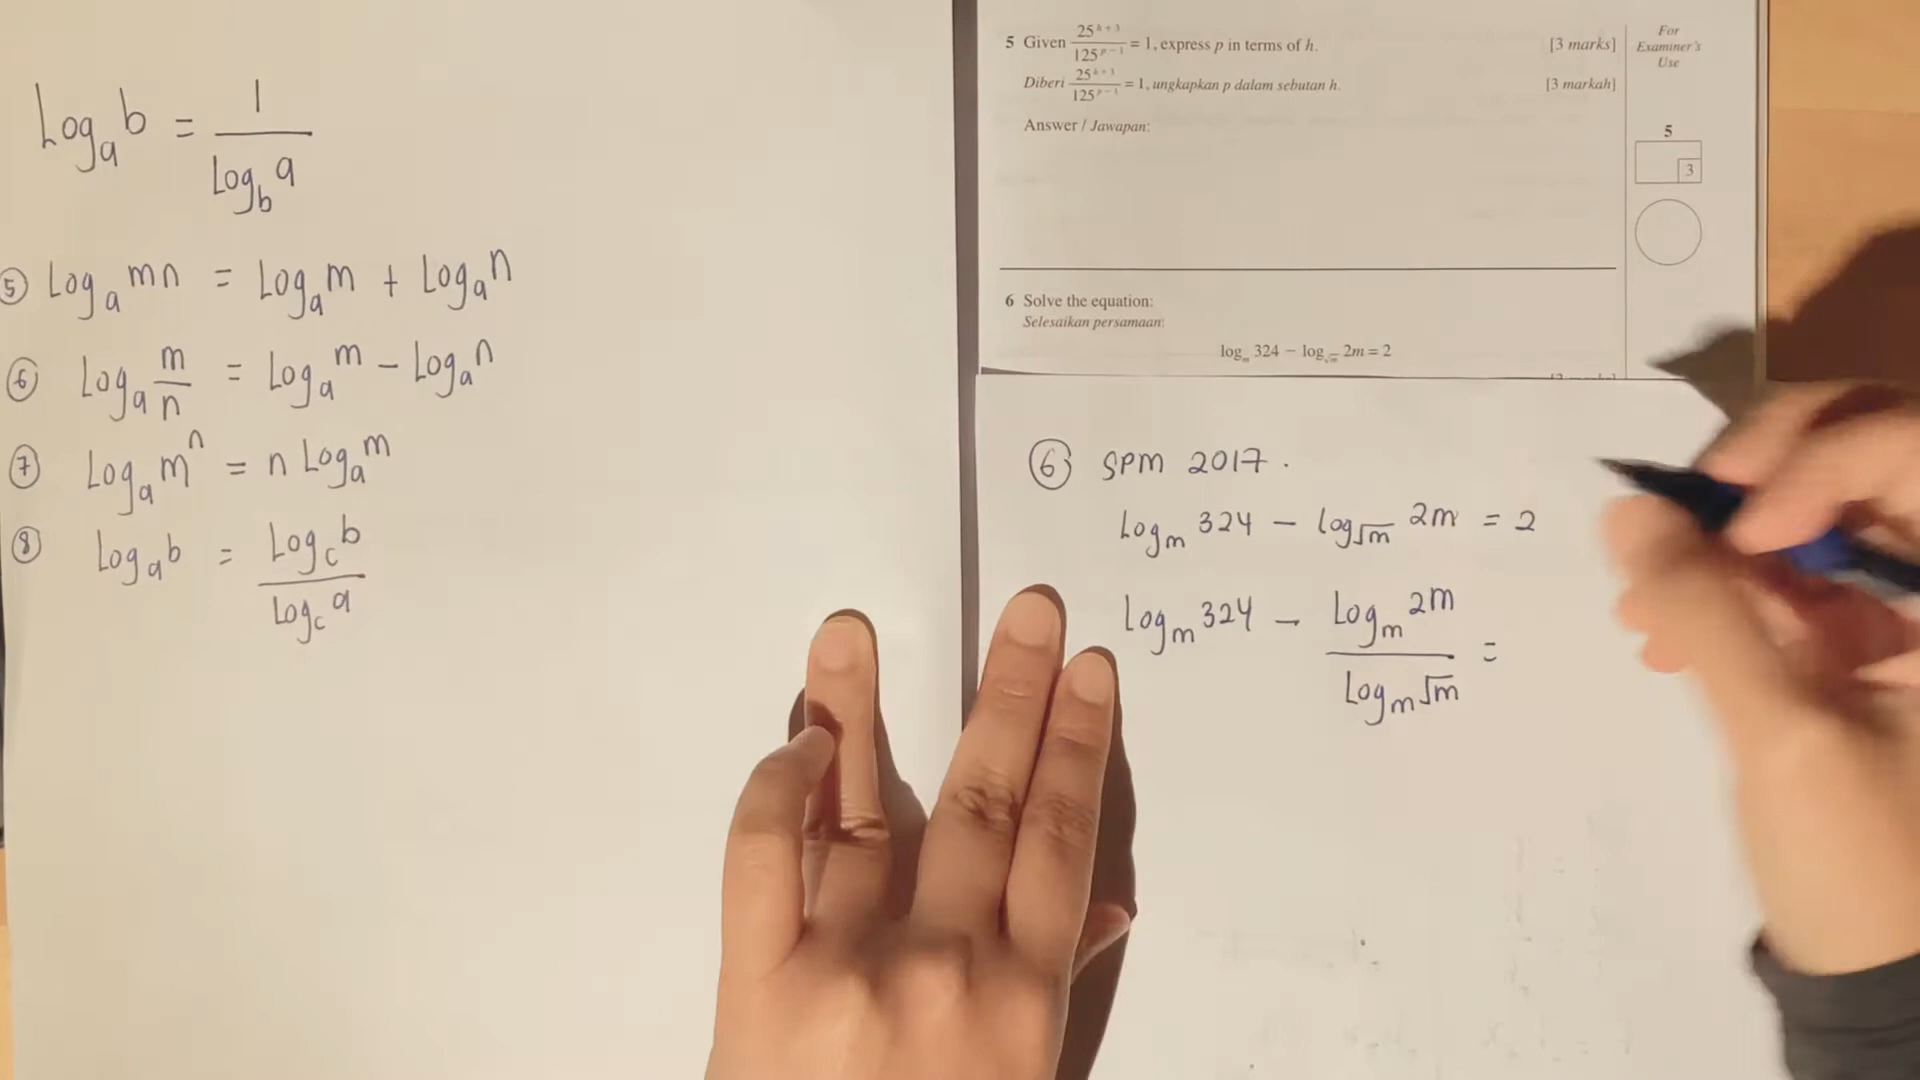 Log_a b = 1 / Log_b a
⑤ Log_a mn = Log_a m + Log_a n
⑥ Log_a m/n = Log_a m - Log_a n
⑦ Log_a m^n = n Log_a m
⑧ Log_a b = Log_c b / Log_c a
5 Given 25^(h + 3) / 125^(p − 1) = 1, express p in terms of h. [3 marks]
Diberi 25^(h + 3) / 125^(p − 1) = 1, ungkapkan p dalam sebutan h. [3 markah]
Answer / Jawapan:
For
Examiner's
Use
5
3
6 Solve the equation:
Selesaikan persamaan:
log_m 324 − log_√m 2m = 2
⑥ SPM 2017.
Log_m 324 − log_√m 2m = 2
Log_m 324 − Log_m 2m / Log_m √m =